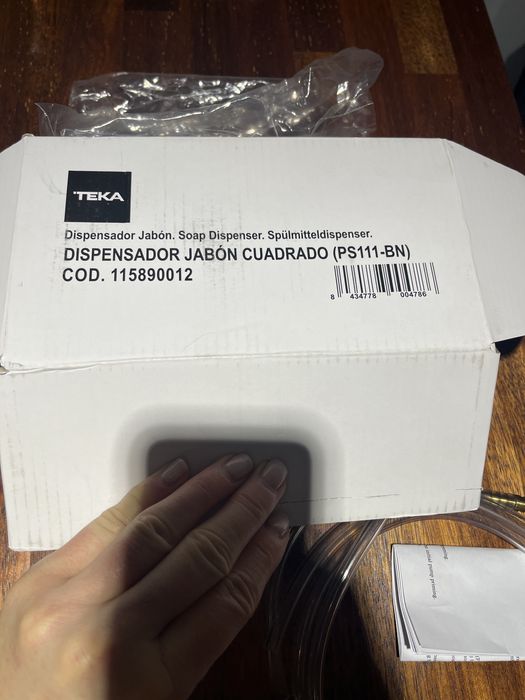 TEKA
Dispensador Jabón. Soap Dispenser. Spülmitteldispenser.
DISPENSADOR JABÓN CUADRADO (PS111-BN)
COD. 115890012
8 434778 004786